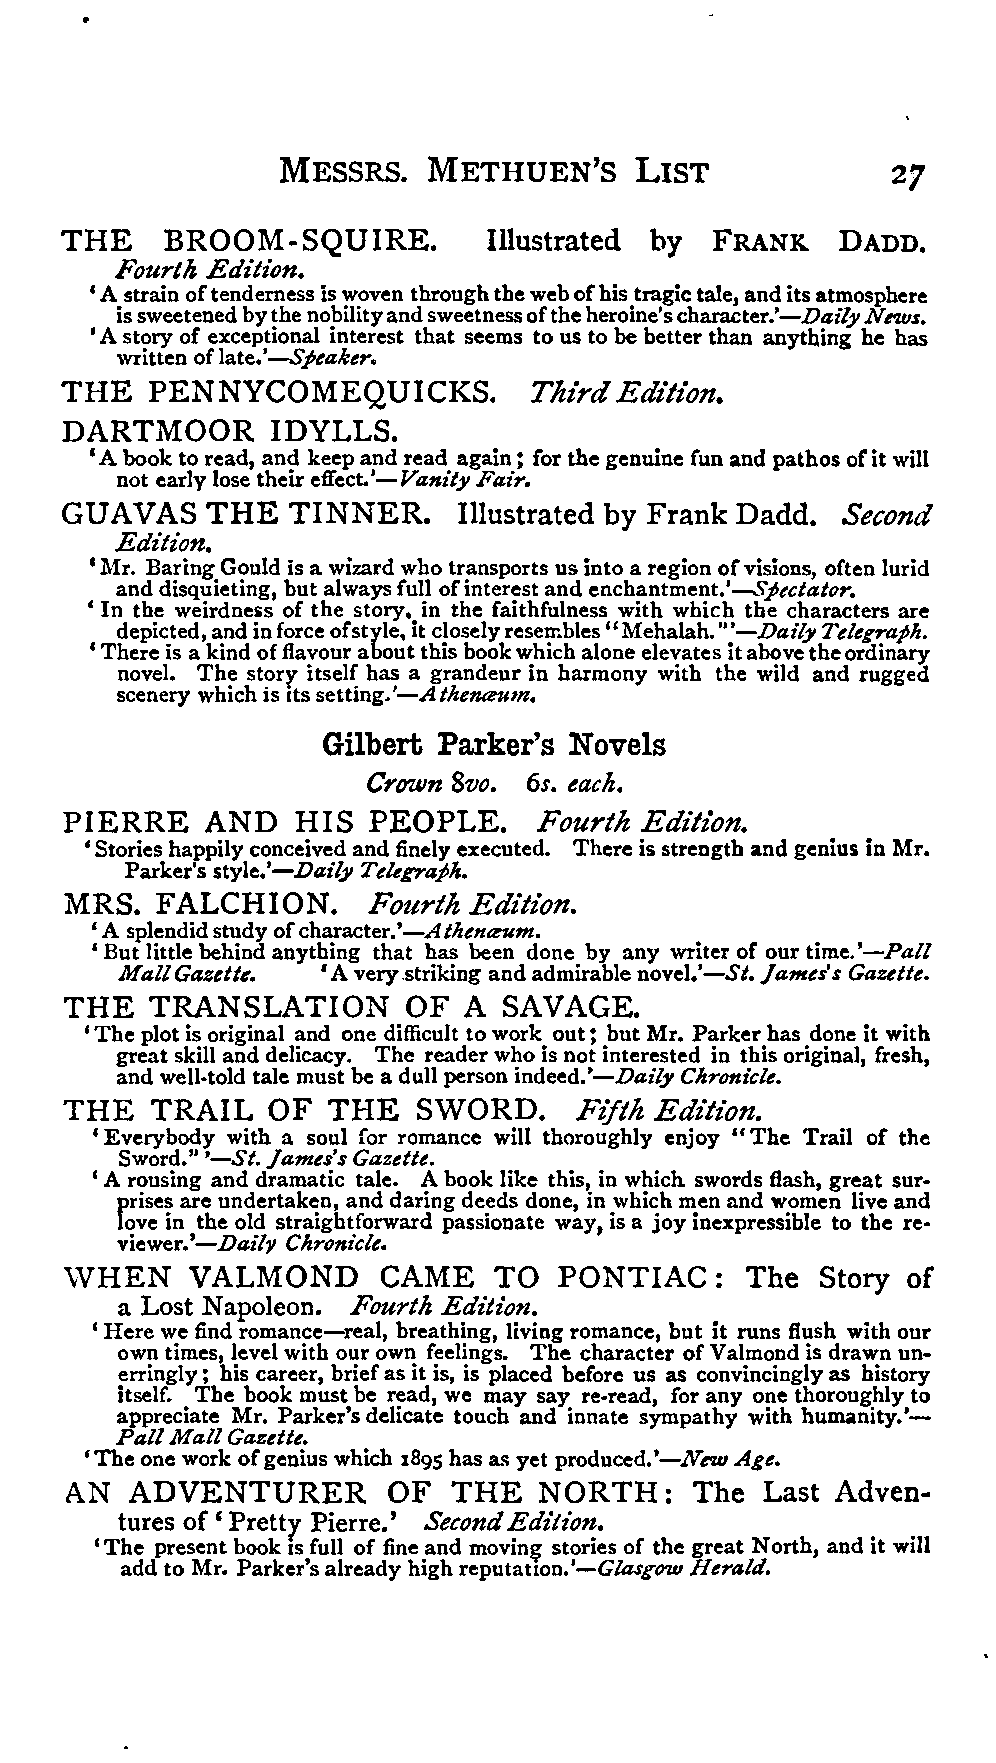 MESSRS. METHUEN'S LIST 27
THE BROOM-SQUIRE. Illustrated by FRANK DADD.
Fourth Edition.
'A strain of tenderness is woven through the web of his tragic tale, and its atmosphere
is sweetened by the nobility and sweetness of the heroine's character.'—Daily News.
'A story of exceptional interest that seems to us to be better than anything he has
written of late.'—Speaker.
THE PENNYCOMEQUICKS. Third Edition.
DARTMOOR IDYLLS.
'A book to read, and keep and read again; for the genuine fun and pathos of it will
not early lose their effect.'—Vanity Fair.
GUAVAS THE TINNER. Illustrated by Frank Dadd. Second
Edition.
'Mr. Baring Gould is a wizard who transports us into a region of visions, often lurid
and disquieting, but always full of interest and enchantment.'—Spectator.
'In the weirdness of the story, in the faithfulness with which the characters are
depicted, and in force of style, it closely resembles "Mehalah."'—Daily Telegraph.
'There is a kind of flavour about this book which alone elevates it above the ordinary
novel. The story itself has a grandeur in harmony with the wild and rugged
scenery which is its setting.'—Athenæum.
Gilbert Parker's Novels
Crown 8vo. 6s. each.
PIERRE AND HIS PEOPLE. Fourth Edition.
'Stories happily conceived and finely executed. There is strength and genius in Mr.
Parker's style.'—Daily Telegraph.
MRS. FALCHION. Fourth Edition.
'A splendid study of character.'—Athenæum.
'But little behind anything that has been done by any writer of our time.'—Pall
Mall Gazette. 'A very striking and admirable novel.'—St. James's Gazette.
THE TRANSLATION OF A SAVAGE.
'The plot is original and one difficult to work out; but Mr. Parker has done it with
great skill and delicacy. The reader who is not interested in this original, fresh,
and well-told tale must be a dull person indeed.'—Daily Chronicle.
THE TRAIL OF THE SWORD. Fifth Edition.
'Everybody with a soul for romance will thoroughly enjoy "The Trail of the
Sword."'—St. James's Gazette.
'A rousing and dramatic tale. A book like this, in which swords flash, great sur-
prises are undertaken, and daring deeds done, in which men and women live and
love in the old straightforward passionate way, is a joy inexpressible to the re-
viewer.'—Daily Chronicle.
WHEN VALMOND CAME TO PONTIAC: The Story of
a Lost Napoleon. Fourth Edition.
'Here we find romance—real, breathing, living romance, but it runs flush with our
own times, level with our own feelings. The character of Valmond is drawn un-
erringly; his career, brief as it is, is placed before us as convincingly as history
itself. The book must be read, we may say re-read, for any one thoroughly to
appreciate Mr. Parker's delicate touch and innate sympathy with humanity.'—
Pall Mall Gazette.
'The one work of genius which 1895 has as yet produced.'—New Age.
AN ADVENTURER OF THE NORTH: The Last Adven-
tures of 'Pretty Pierre.' Second Edition.
'The present book is full of fine and moving stories of the great North, and it will
add to Mr. Parker's already high reputation.'—Glasgow Herald.